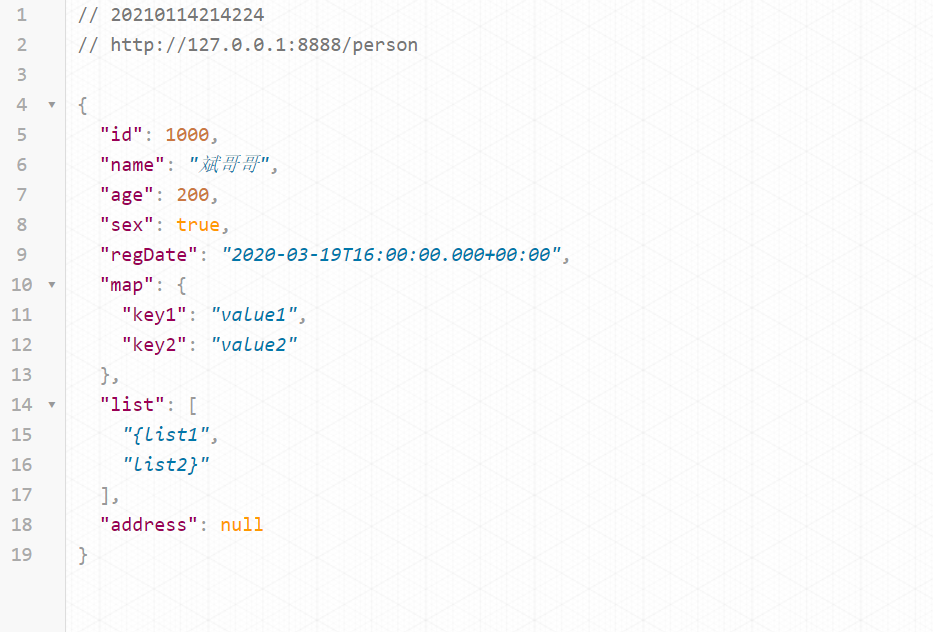 1 // 20210114214224
2 // http://127.0.0.1:8888/person
3
4 {
5 "id": 1000,
6 "name": "斌哥哥",
7 "age": 200,
8 "sex": true,
9 "regDate": "2020-03-19T16:00:00.000+00:00",
10 "map": {
11 "key1": "value1",
12 "key2": "value2"
13 },
14 "list": [
15 "{list1",
16 "list2}"
17 ],
18 "address": null
19 }